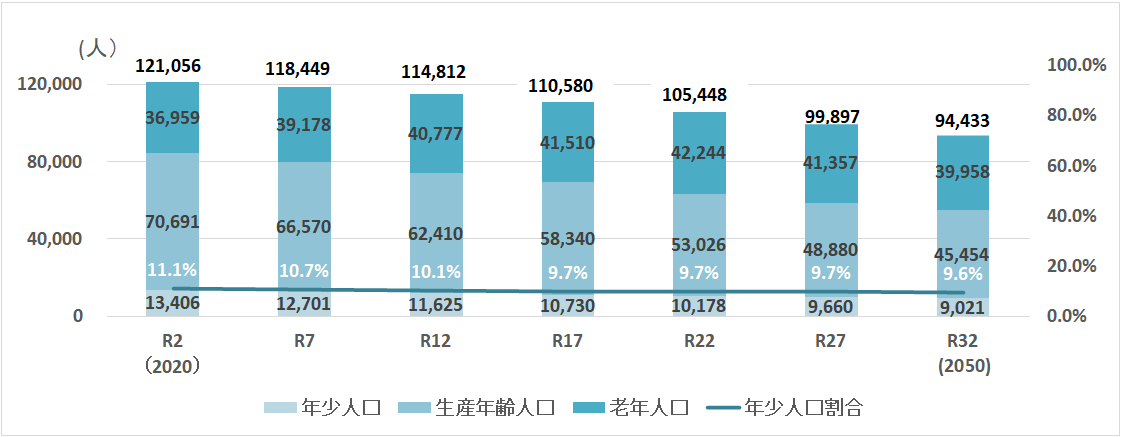 (人)
121,056 118,449 114,812 110,580 105,448 99,897 94,433
120,000 80,000 40,000 0
100.0% 80.0% 60.0% 40.0% 20.0% 0.0%
36,959 39,178 40,777 41,510 42,244 41,357 39,958
70,691 66,570 62,410 58,340 53,026 48,880 45,454
11.1% 10.7% 10.1% 9.7% 9.7% 9.7% 9.6%
13,406 12,701 11,625 10,730 10,178 9,660 9,021
R2 R7 R12 R17 R22 R27 R32
(2020) (2050)
年少人口 生産年齢人口 老年人口 年少人口割合